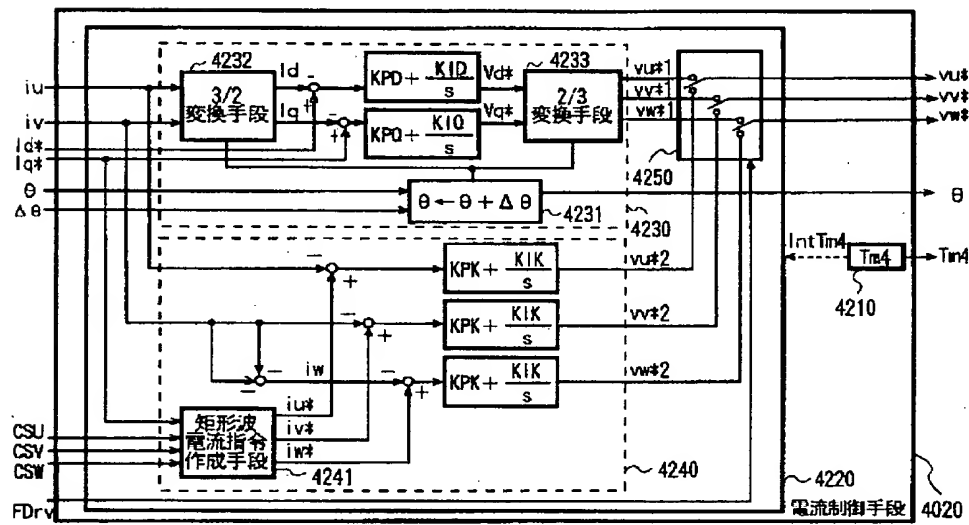 4232
4233
iu
iv
Id*
Iq*
θ
Δθ
3/2
変換手段
Id
Iq
-
+
-
+
KPD+ KID/s
KPQ+ KIQ/s
Vd*
Vq*
2/3
変換手段
vu*1
vv*1
vw*1
vu*
vv*
vw*
4250
θ←θ+Δθ
4231
4230
θ
IntTm4
Tm4
Tm4
4210
-
+
KPK+ KIK/s
vu*2
-
+
KPK+ KIK/s
vv*2
-
-
iw
-
+
KPK+ KIK/s
vw*2
矩形波
電流指令
作成手段
iu*
iv*
iw*
4241
4240
CSU
CSV
CSW
FDrv
4220
電流制御手段
4020